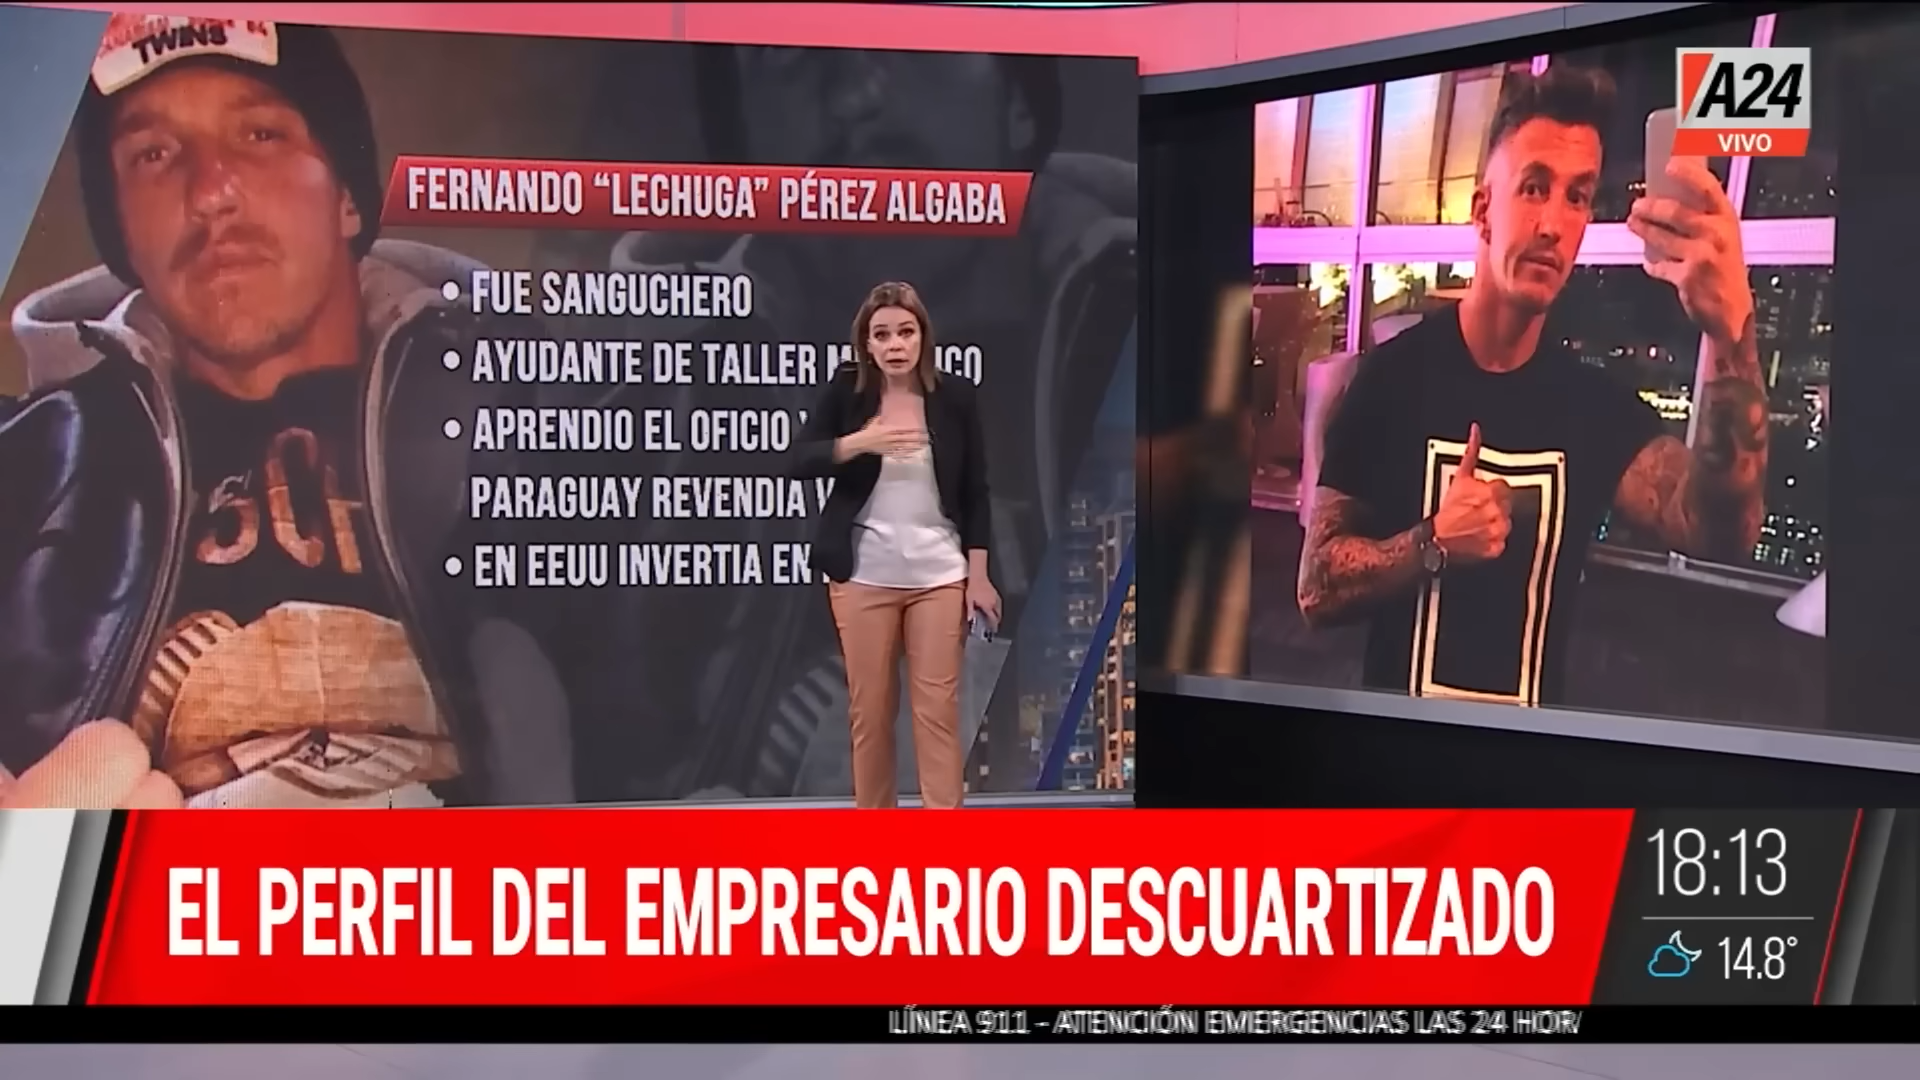 TWINS
FERNANDO “LECHUGA” PÉREZ ALGABA
• FUE SANGUCHERO
• AYUDANTE DE TALLER
• APRENDIO EL OFICIO
PARAGUAY REVENDIA
• EN EEUU INVERTIA EN
A24
VIVO
EL PERFIL DEL EMPRESARIO DESCUARTIZADO
18:13
14.8°
LÍNEA 911 - ATENCIÓN EMERGENCIAS LAS 24 HOR